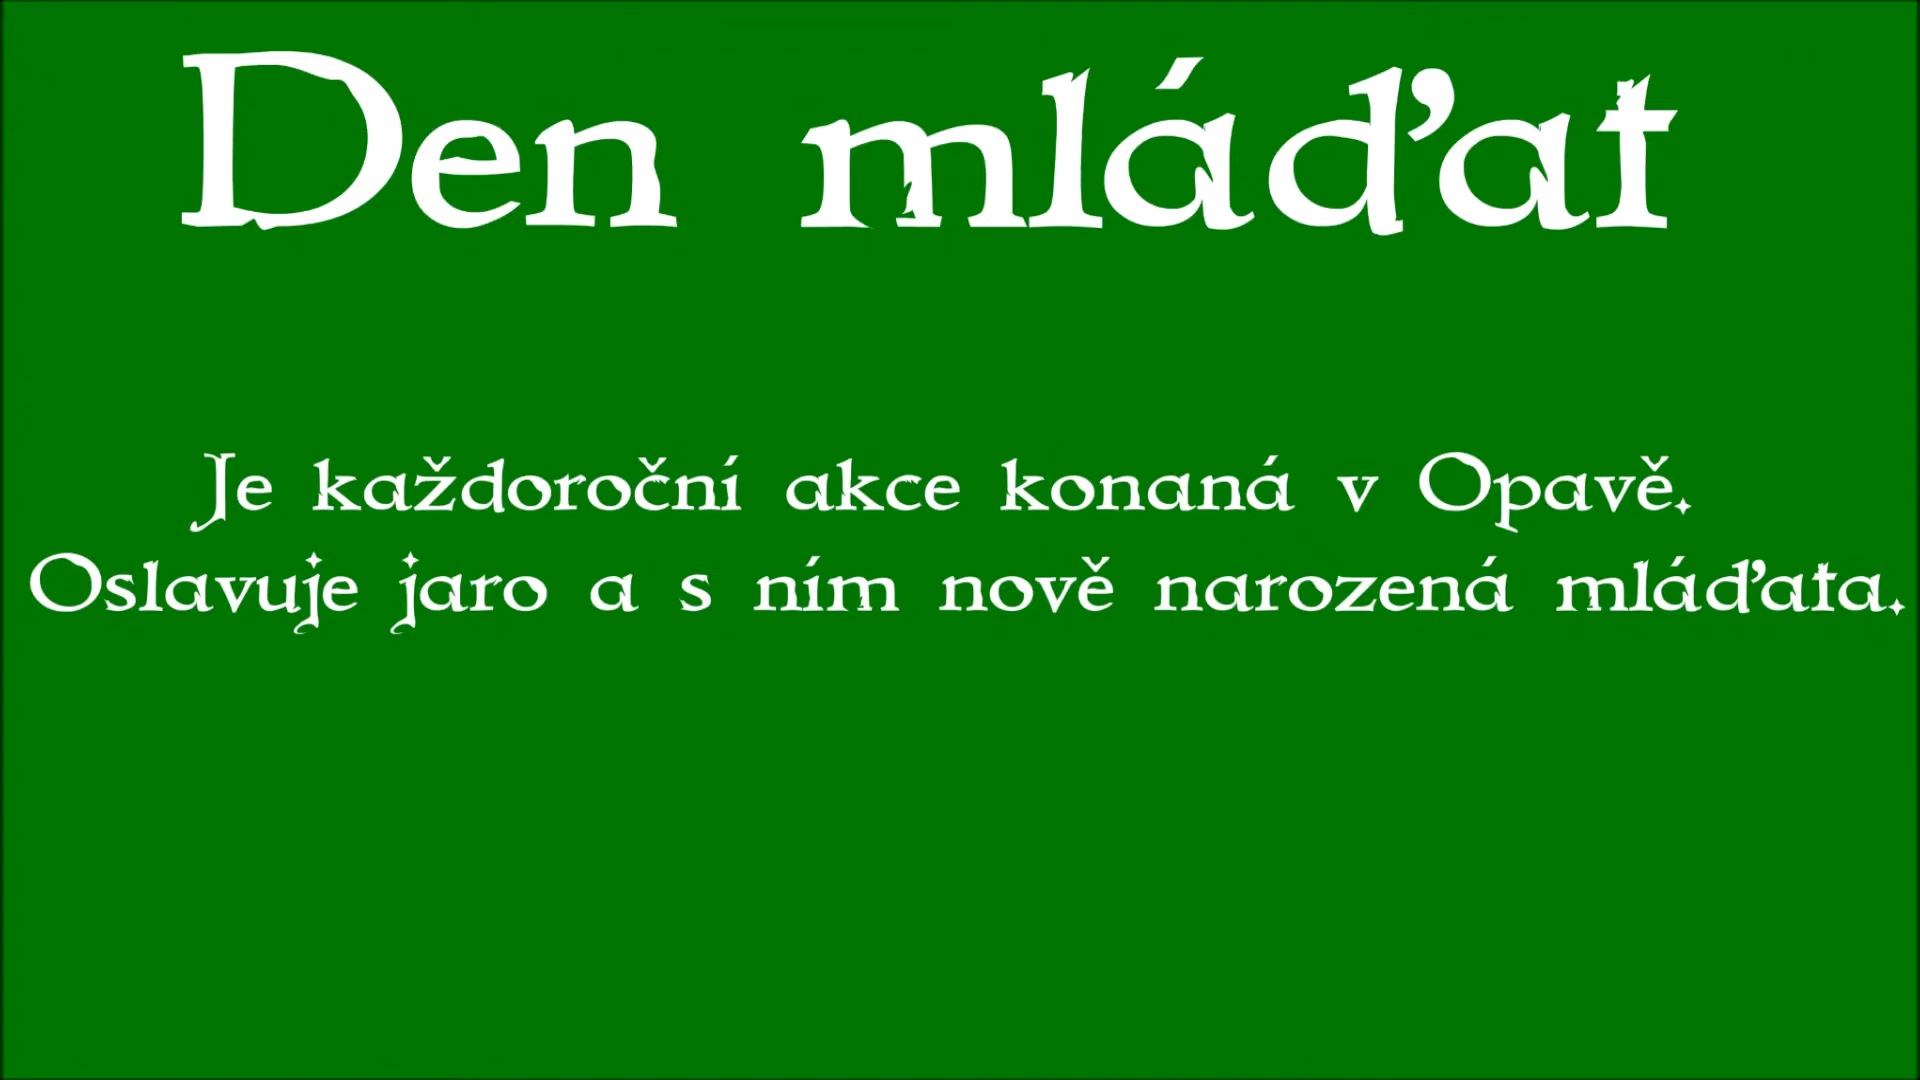 Den mláďat
Je každoroční akce konaná v Opavě.
Oslavuje jaro a s ním nově narozená mláďata.